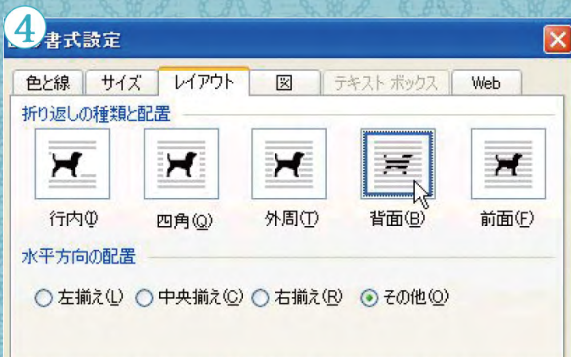 4
書式設定
色と線 サイズ レイアウト 図 テキスト ボックス Web
折り返しの種類と配置
行内(I) 四角(Q) 外周(T) 背面(B) 前面(F)
水平方向の配置
左揃え(L) 中央揃え(C) 右揃え(R) その他(O)